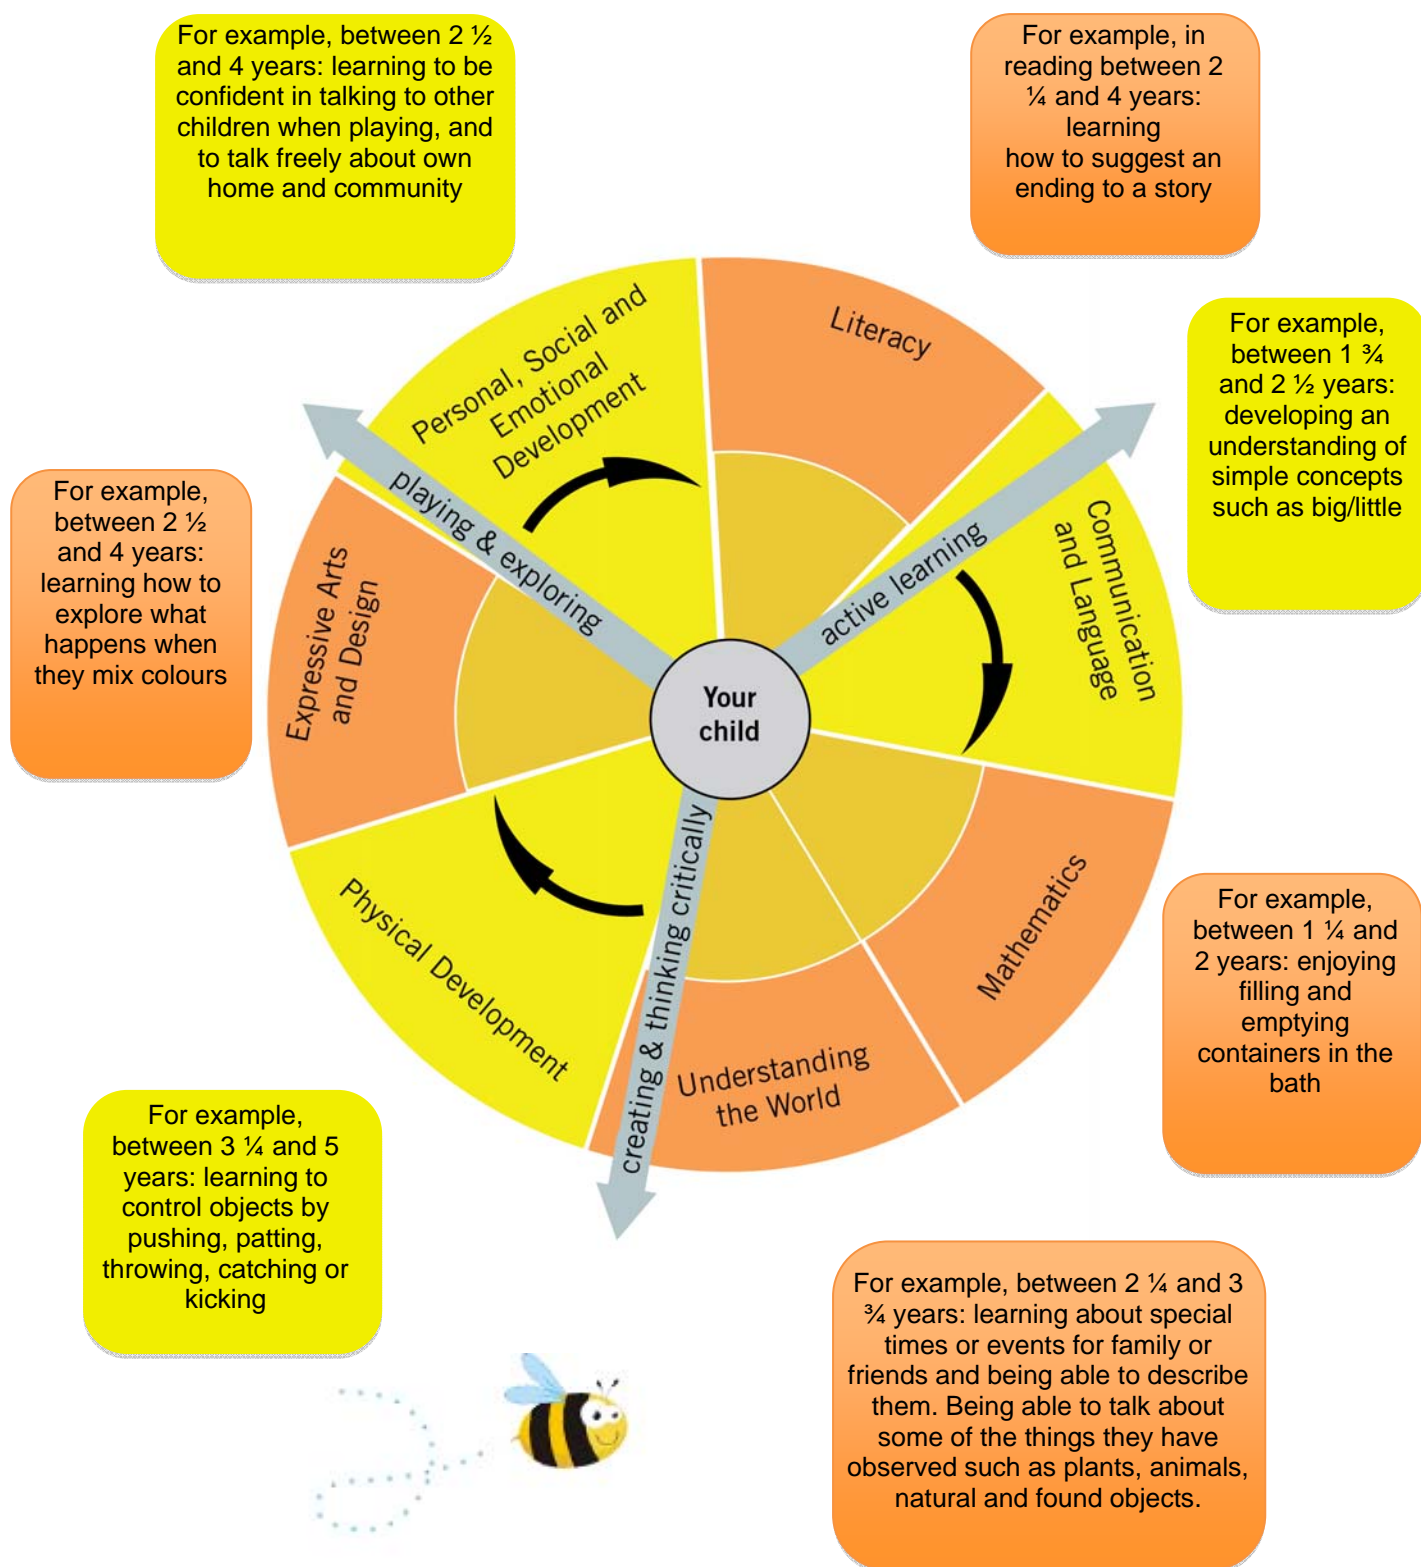 For example, between 2 ½
and 4 years: learning to be
confident in talking to other
children when playing, and
to talk freely about own
home and community
For example, in
reading between 2
¼ and 4 years:
learning
how to suggest an
ending to a story
For example,
between 1 ¾
and 2 ½ years:
developing an
understanding of
simple concepts
such as big/little
For example,
between 2 ½
and 4 years:
learning how to
explore what
happens when
they mix colours
Personal, Social and
Emotional
Development
Literacy
Communication
and Language
Expressive Arts
and Design
playing & exploring
active learning
Your
child
creating & thinking critically
Physical Development
Mathematics
Understanding
the World
For example,
between 1 ¼ and
2 years: enjoying
filling and
emptying
containers in the
bath
For example,
between 3 ¼ and 5
years: learning to
control objects by
pushing, patting,
throwing, catching or
kicking
For example, between 2 ¼ and 3
¾ years: learning about special
times or events for family or
friends and being able to describe
them. Being able to talk about
some of the things they have
observed such as plants, animals,
natural and found objects.